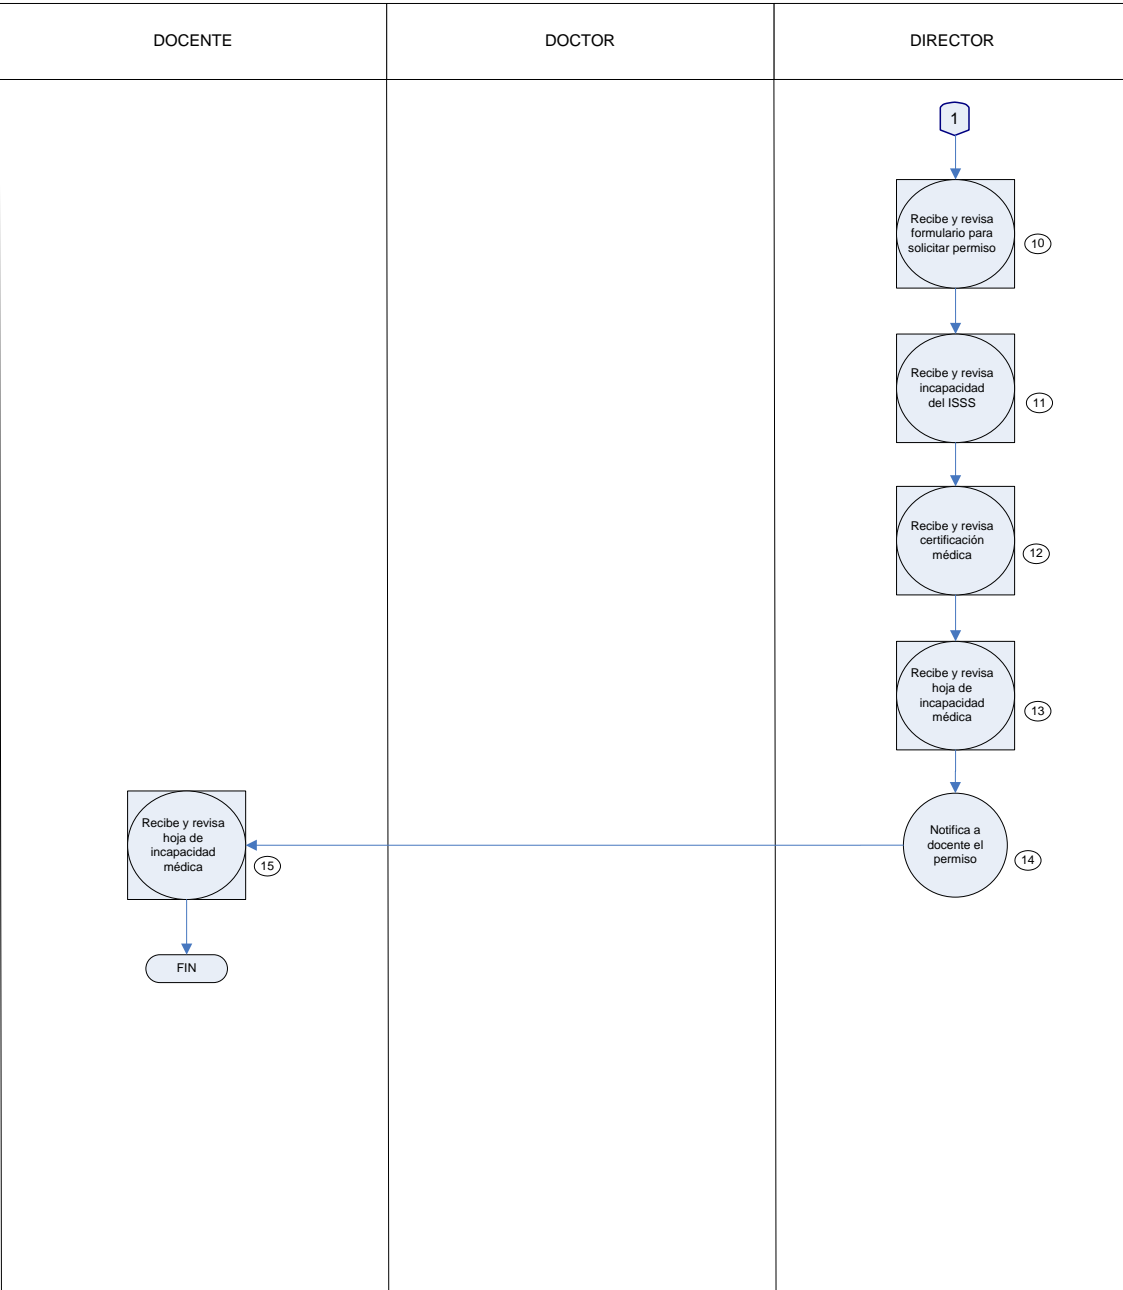 DOCENTE
DOCTOR
DIRECTOR
1
Recibe y revisa
formulario para
solicitar permiso
10
Recibe y revisa
incapacidad
del ISSS
11
Recibe y revisa
certificación
médica
12
Recibe y revisa
hoja de
incapacidad
médica
13
Notifica a
docente el
permiso
14
Recibe y revisa
hoja de
incapacidad
médica
15
FIN